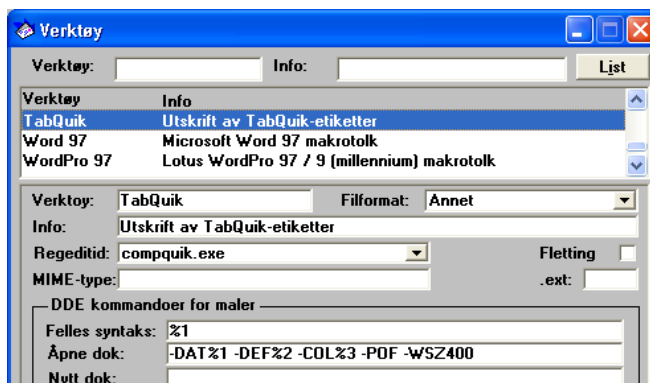 Verktøy
Verktøy: Info: List
Verktøy Info
TabQuik Utskrift av TabQuik-etiketter
Word 97 Microsoft Word 97 makrotolk
WordPro 97 Lotus WordPro 97 / 9 (millennium) makrotolk
Verktoy: TabQuik Filformat: Annet
Info: Utskrift av TabQuik-etiketter
Regeditid: compquik.exe Fletting
MIME-type: .ext:
DDE kommandoer for maler
Felles syntaks: %1
Åpne dok: -DAT%1 -DEF%2 -COL%3 -POF -WSZ400
Nytt dok: